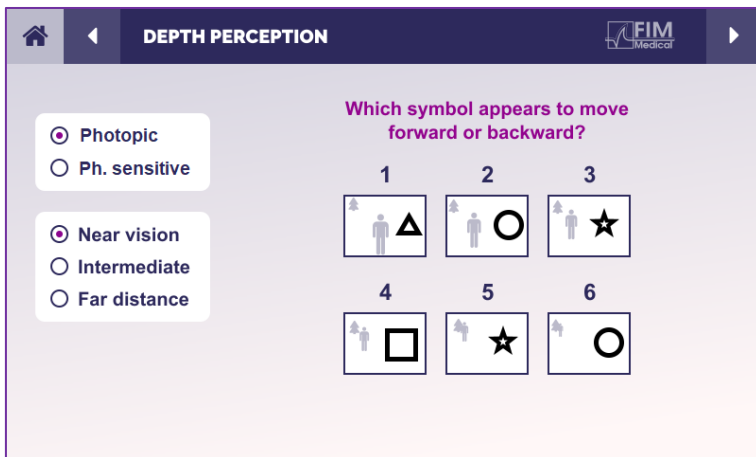 DEPTH PERCEPTION
FIM
Medical
Photopic
Ph. sensitive
Near vision
Intermediate
Far distance
Which symbol appears to move
forward or backward?
1 2 3
4 5 6